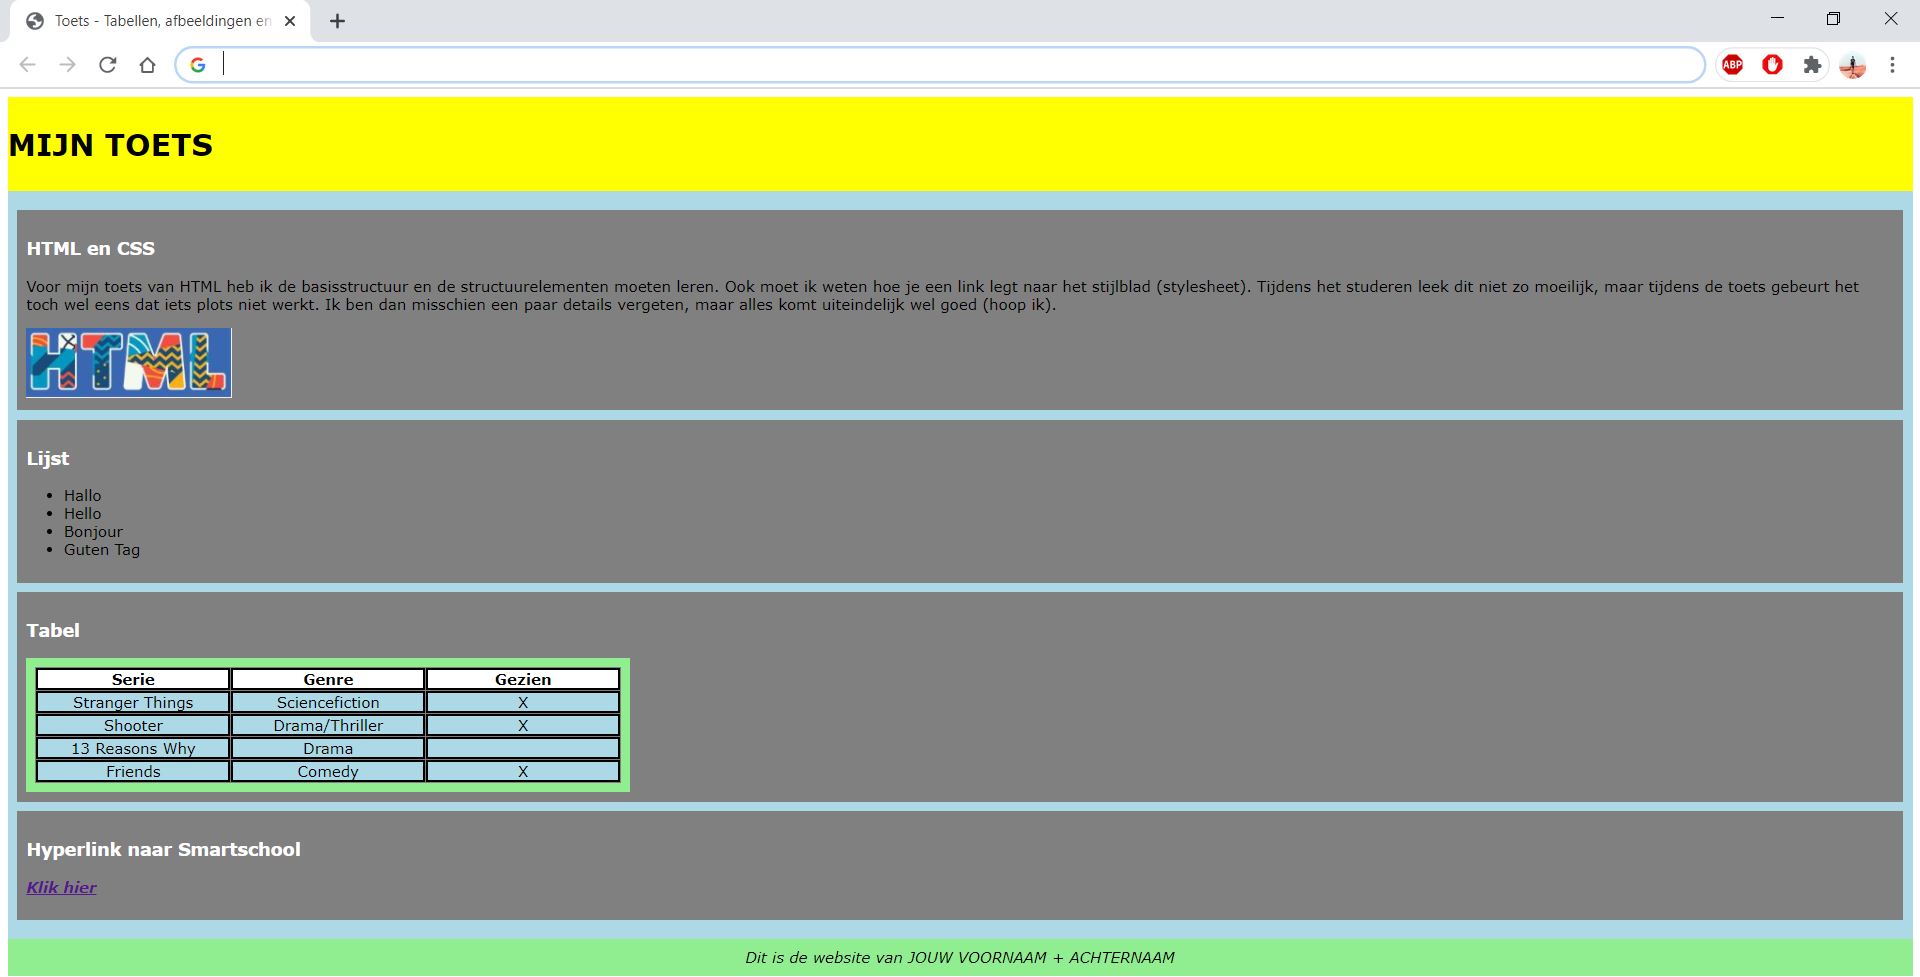 Toets - Tabellen, afbeeldingen en
ABP
MIJN TOETS
HTML en CSS
Voor mijn toets van HTML heb ik de basisstructuur en de structuurelementen moeten leren. Ook moet ik weten hoe je een link legt naar het stijlblad (stylesheet). Tijdens het studeren leek dit niet zo moeilijk, maar tijdens de toets gebeurt het
toch wel eens dat iets plots niet werkt. Ik ben dan misschien een paar details vergeten, maar alles komt uiteindelijk wel goed (hoop ik).
HTML
Lijst
Hallo
Hello
Bonjour
Guten Tag
Tabel
Serie Genre Gezien
Stranger Things Sciencefiction X
Shooter Drama/Thriller X
13 Reasons Why Drama
Friends Comedy X
Hyperlink naar Smartschool
Klik hier
Dit is de website van JOUW VOORNAAM + ACHTERNAAM